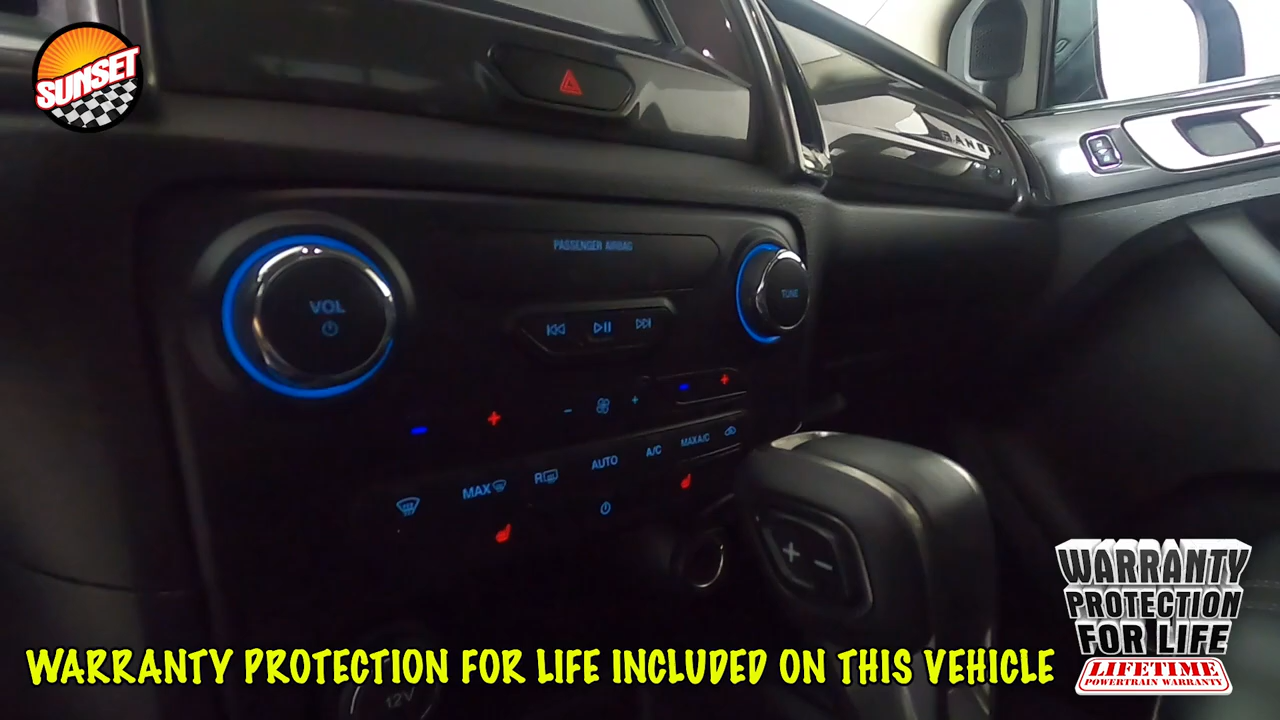 SUNSET
PASSENGER AIRBAG
VOL
TUNE
MAX
R
AUTO
A/C
MAX A/C
12V
WARRANTY PROTECTION FOR LIFE INCLUDED ON THIS VEHICLE
WARRANTY
PROTECTION
FOR LIFE
LIFETIME
POWERTRAIN WARRANTY